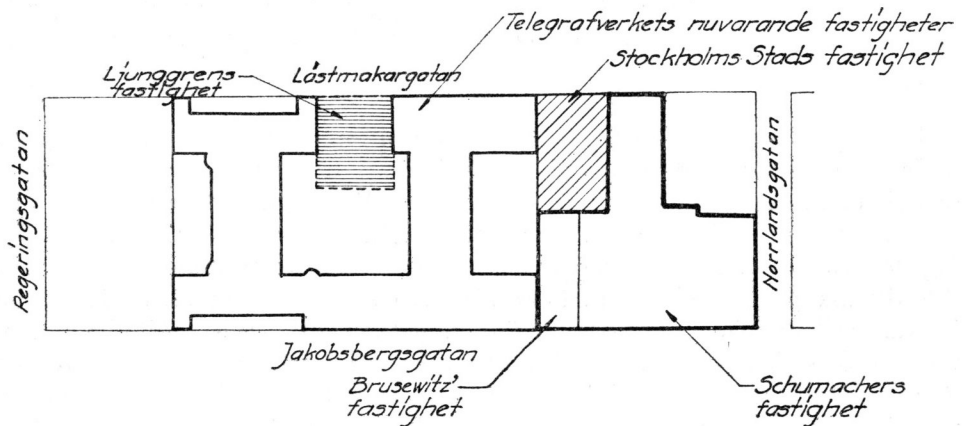 Telegrafverkets nuvarande fastigheter
Stockholms Stads fastighet
Ljunggrens
fastighet
Låstmakargatan
Regeringsgatan
Norrlandsgatan
Jakobsbergsgatan
Brusewitz'
fastighet
Schumachers
fastighet